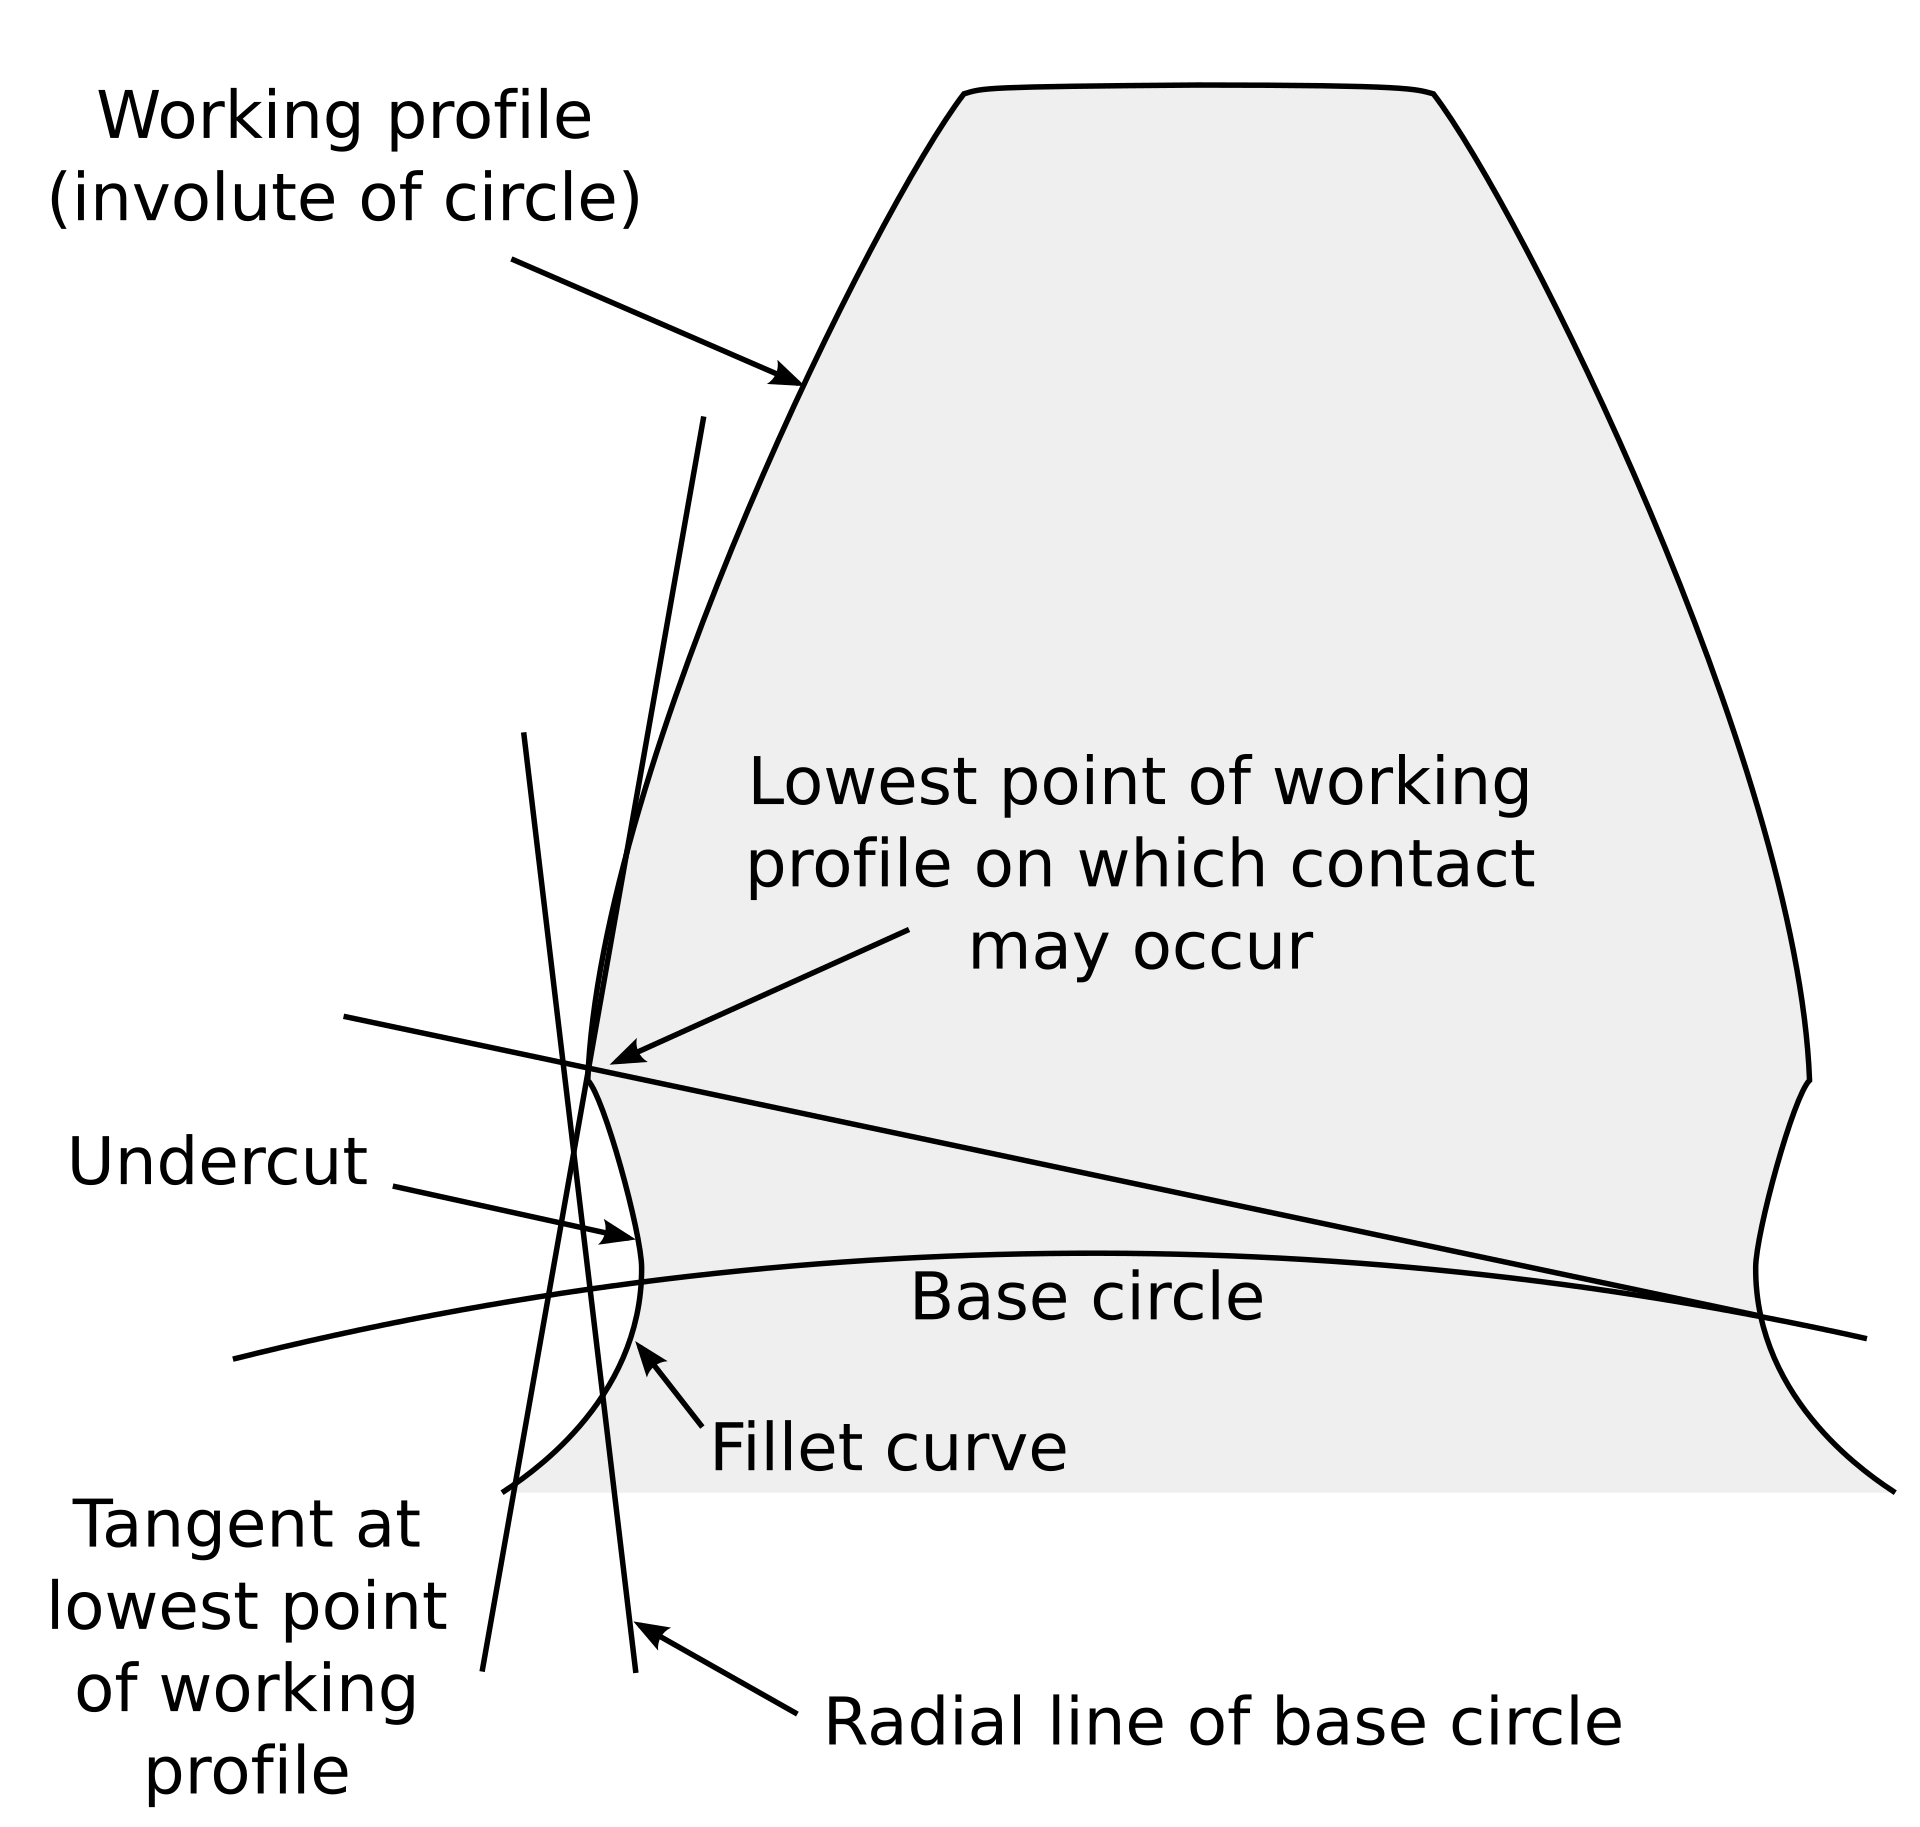 Working profile
(involute of circle)
Lowest point of working
profile on which contact
may occur
Undercut
Base circle
Fillet curve
Tangent at
lowest point
of working
profile
Radial line of base circle